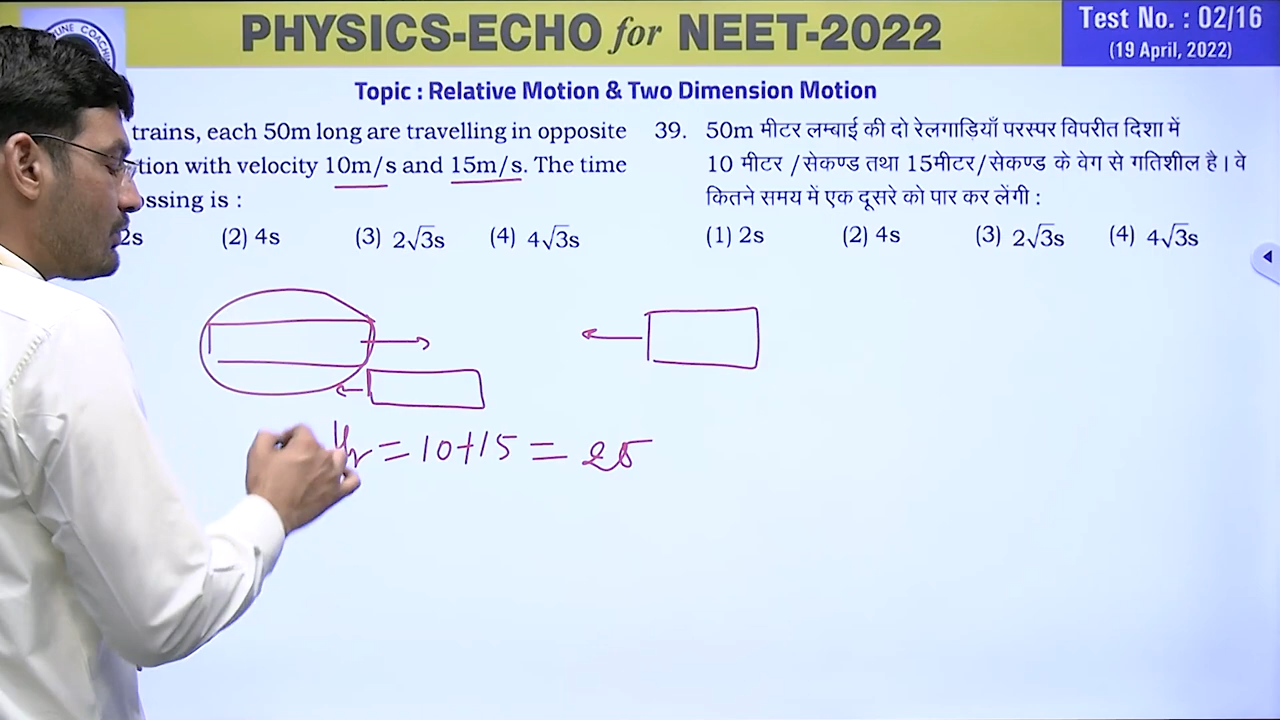 PHYSICS-ECHO for NEET-2022
Test No. : 02/16
(19 April, 2022)
Topic : Relative Motion & Two Dimension Motion
trains, each 50m long are travelling in opposite
tion with velocity 10m/s and 15m/s. The time
ossing is :
2s (2) 4s (3) 2√3s (4) 4√3s
39. 50m मीटर लम्बाई की दो रेलगाड़ियाँ परस्पर विपरीत दिशा में
10 मीटर /सेकण्ड तथा 15मीटर/सेकण्ड के वेग से गतिशील है। वे
कितने समय में एक दूसरे को पार कर लेंगी :
(1) 2s (2) 4s (3) 2√3s (4) 4√3s
= 10+15 = 25